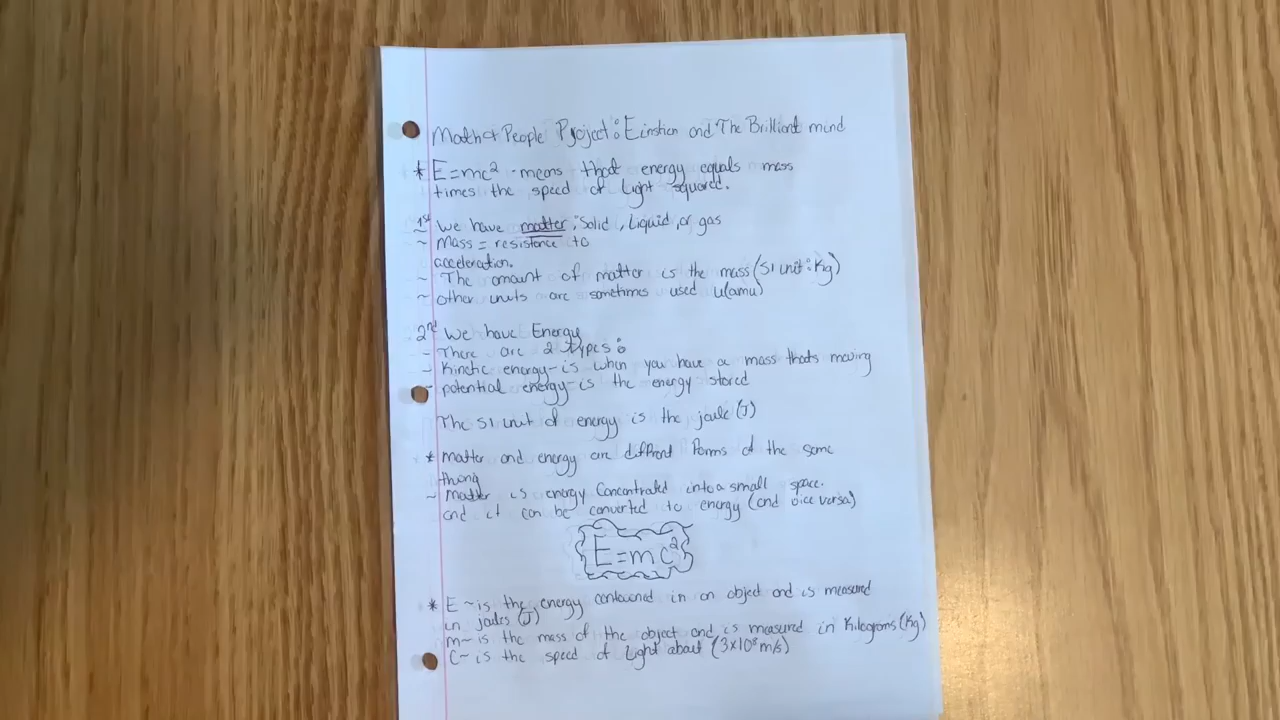 Math & People Project: Einstien and The Brilliant mind
* E=mc² - means that energy equals mass
times the speed of light squared.
1st We have matter: Solid, Liquid, or gas
~ Mass = resistance to
acceleration.
~ The amount of matter is the mass (SI unit: Kg)
~ other units are sometimes used u(amu)
2nd We have Energy
- There are 2 types:
- Kinetic energy - is when you have a mass thats moving
- potential energy - is the energy stored
The SI unit of energy is the joule (J)
* Matter and energy are diffrent forms of the same
thing
~ Matter is energy Concentrated into a small space.
and it can be converted to energy (and vice versa)
E=mc²
* E ~ is the energy contained in an object and is measured
in joules (J)
m ~ is the mass of the object and is measured in Kilograms (Kg)
C ~ is the speed of light about (3x10⁸ m/s)